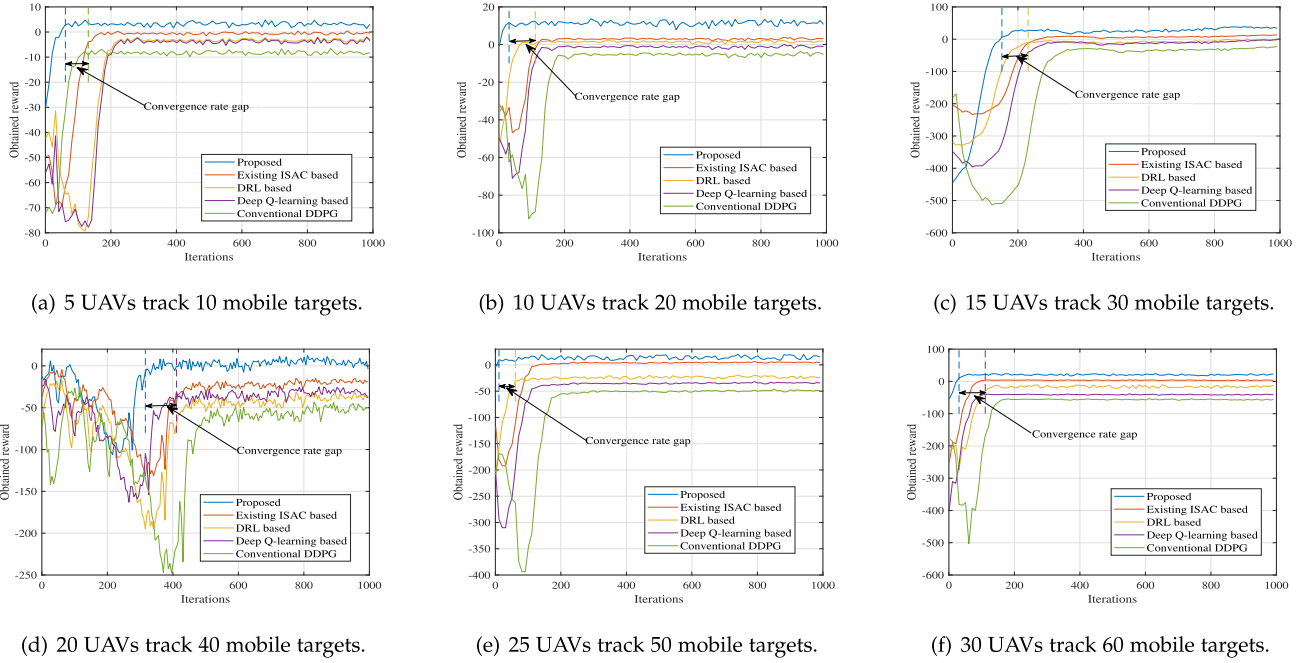 10
0
-10
-20
-30
-40
-50
-60
-70
-80
Obtained reward
Convergence rate gap
Proposed
Existing ISAC based
DRL based
Deep Q-learning based
Conventional DDPG
0
200
400
600
800
1000
Iterations
(a) 5 UAVs track 10 mobile targets.
20
0
-20
-40
-60
-80
-100
Obtained reward
Convergence rate gap
Proposed
Existing ISAC based
DRL based
Deep Q-learning based
Conventional DDPG
0
200
400
600
800
1000
Iterations
(b) 10 UAVs track 20 mobile targets.
100
0
-100
-200
-300
-400
-500
-600
Obtained reward
Convergence rate gap
Proposed
Existing ISAC based
DRL based
Deep Q-learning based
Conventional DDPG
0
200
400
600
800
1000
Iterations
(c) 15 UAVs track 30 mobile targets.
0
-50
-100
-150
-200
-250
Obtained reward
Convergence rate gap
Proposed
Existing ISAC based
DRL based
Deep Q-learning based
Conventional DDPG
0
200
400
600
800
1000
Iterations
(d) 20 UAVs track 40 mobile targets.
0
-50
-100
-150
-200
-250
-300
-350
-400
Obtained reward
Convergence rate gap
Proposed
Existing ISAC based
DRL based
Deep Q-learning based
Conventional DDPG
0
200
400
600
800
1000
Iterations
(e) 25 UAVs track 50 mobile targets.
100
0
-100
-200
-300
-400
-500
-600
Obtained reward
Convergence rate gap
Proposed
Existing ISAC based
DRL based
Deep Q-learning based
Conventional DDPG
0
200
400
600
800
1000
Iterations
(f) 30 UAVs track 60 mobile targets.